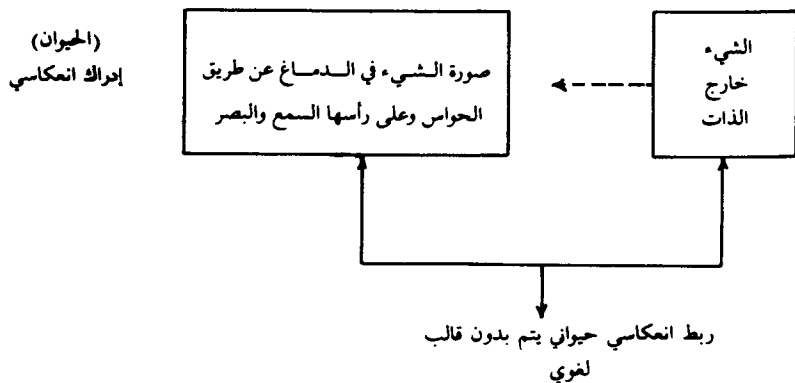 الشيء
خارج
الذات
صورة الشيء في الدماغ عن طريق
الحواس وعلى رأسها السمع والبصر
(الحيوان)
إدراك انعكاسي
ربط انعكاسي حيواني يتم بدون قالب
لغوي